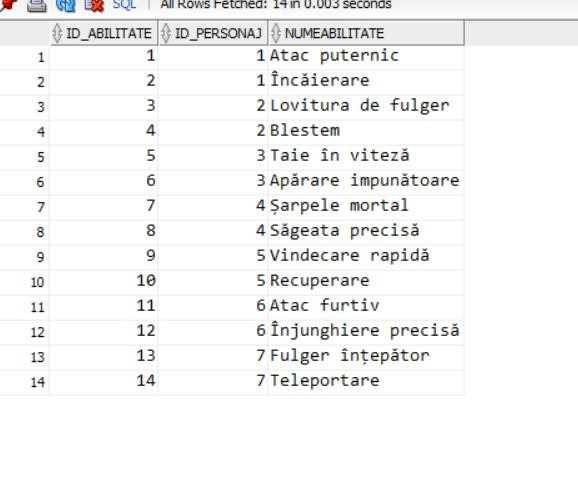 SQL | All Rows Fetched: 14 in 0.003 seconds
ID_ABILITATE ID_PERSONAJ NUMEABILITATE
1 1 1 Atac puternic
2 2 1 Încăierare
3 3 2 Lovitura de fulger
4 4 2 Blestem
5 5 3 Taie în viteză
6 6 3 Apărare impunătoare
7 7 4 Șarpele mortal
8 8 4 Săgeata precisă
9 9 5 Vindecare rapidă
10 10 5 Recuperare
11 11 6 Atac furtiv
12 12 6 Înjunghiere precisă
13 13 7 Fulger înțepător
14 14 7 Teleportare